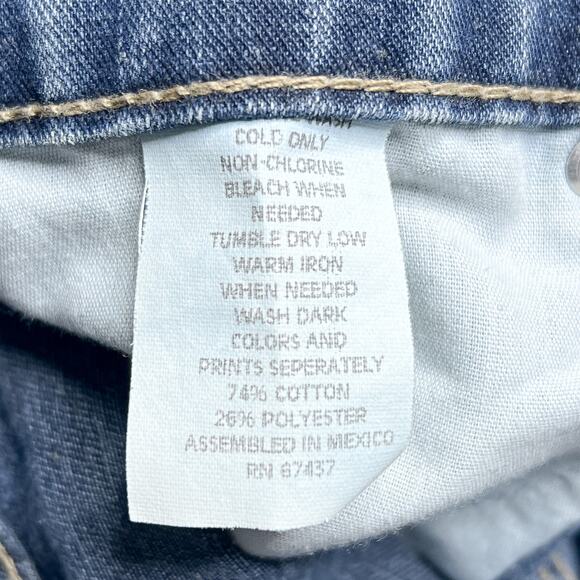 WASH
COLD ONLY
NON-CHLORINE
BLEACH WHEN
NEEDED
TUMBLE DRY LOW
WARM IRON
WHEN NEEDED
WASH DARK
COLORS AND
PRINTS SEPERATELY
74% COTTON
26% POLYESTER
ASSEMBLED IN MEXICO
RN 67437